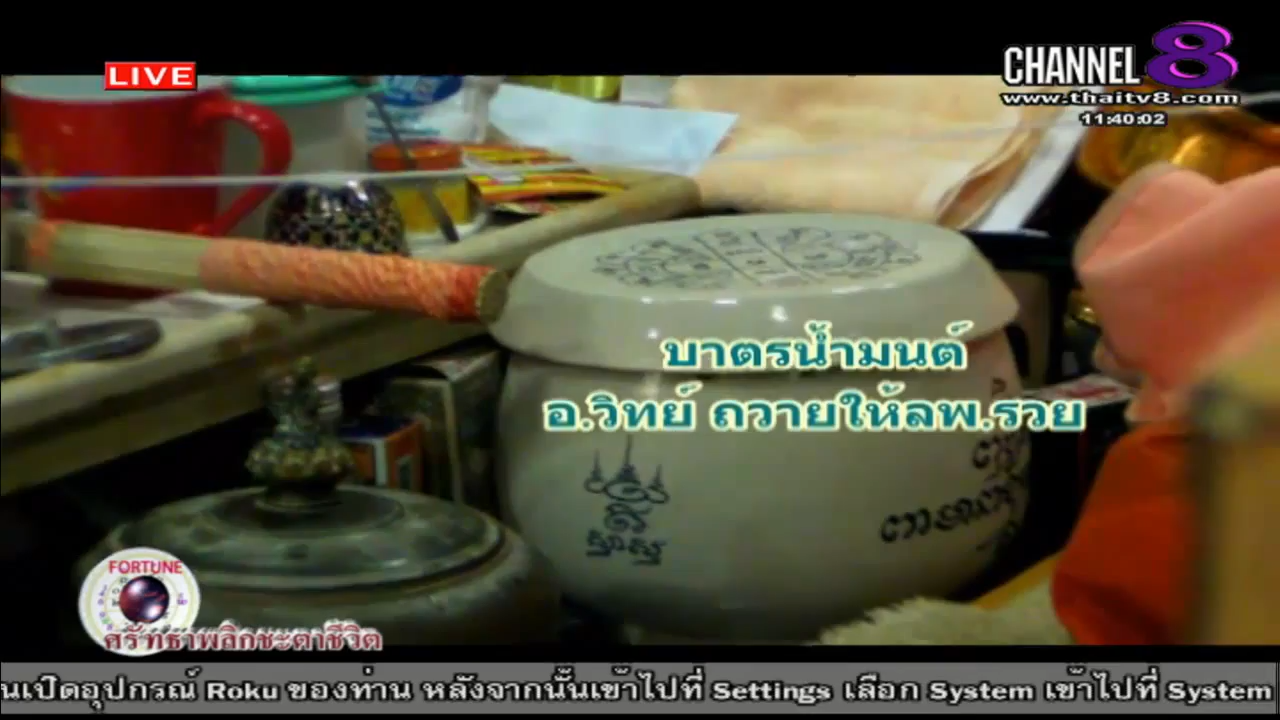 LIVE
CHANNEL 8
www.thaitv8.com
11:40:02
บาตรน้ำมนต์
อ.วิทย์ ถวายให้ลพ.รวย
FORTUNE
ศรัทธาพลิกชะตาชีวิต
นเปิดอุปกรณ์ Roku ของท่าน หลังจากนั้นเข้าไปที่ Settings เลือก System เข้าไปที่ System